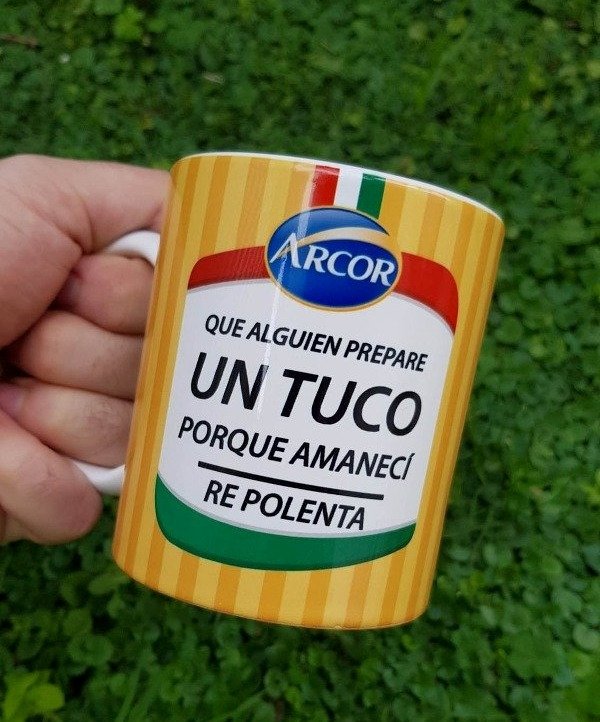 ARCOR
QUE ALGUIEN PREPARE
UN TUCO
PORQUE AMANECÍ
RE POLENTA